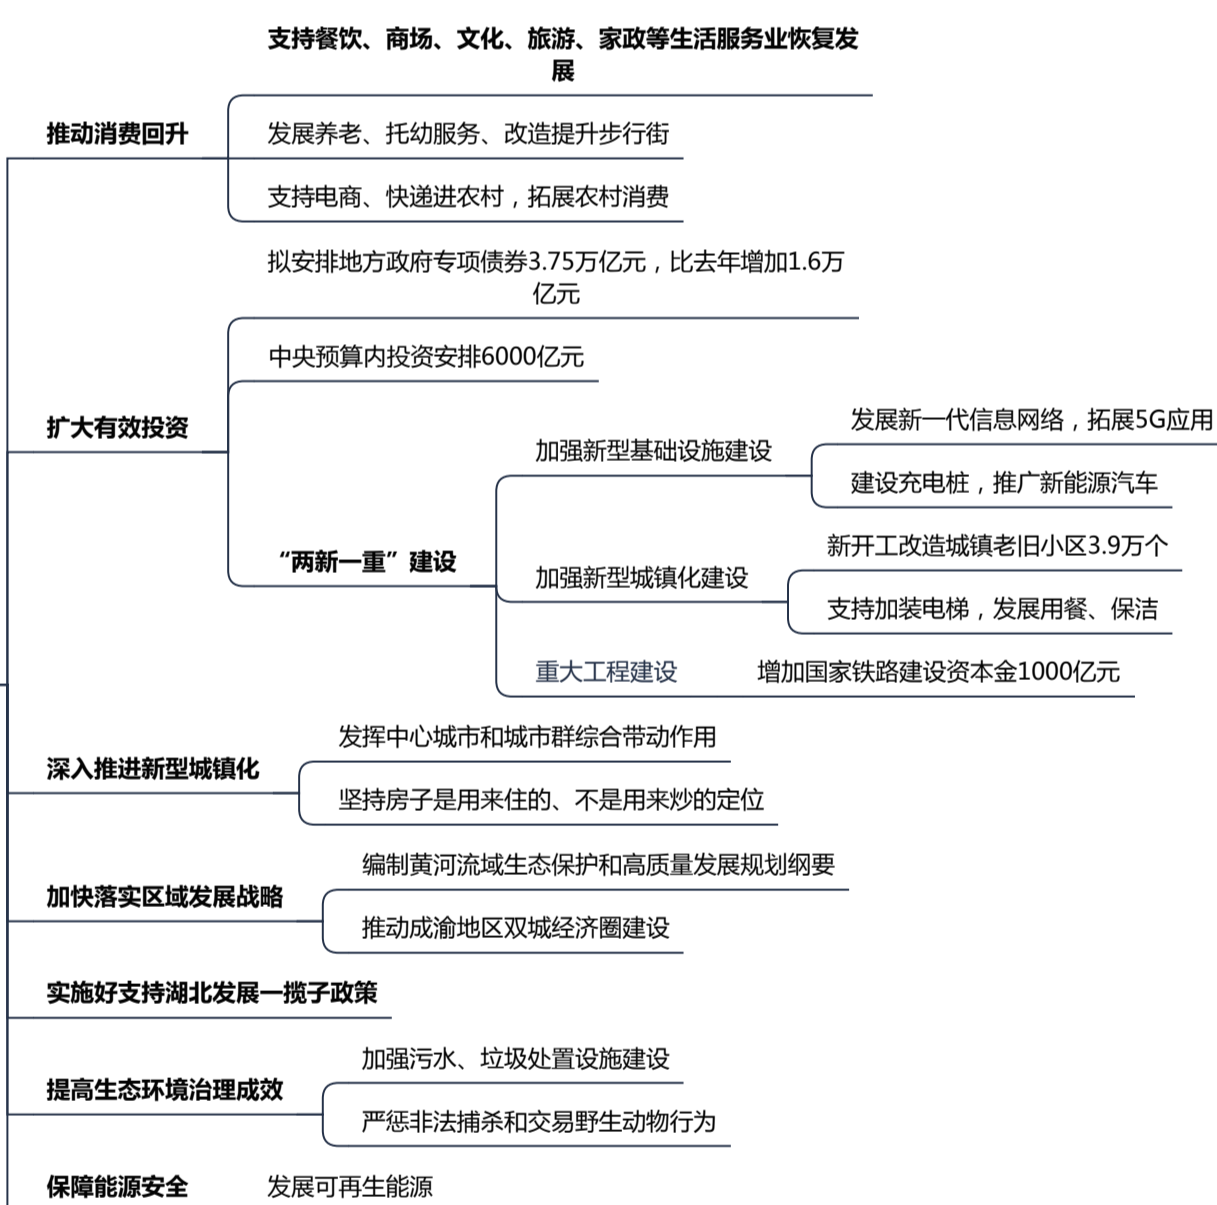 支持餐饮、商场、文化、旅游、家政等生活服务业恢复发
展
推动消费回升
发展养老、托幼服务、改造提升步行街
支持电商、快递进农村，拓展农村消费
拟安排地方政府专项债券3.75万亿元，比去年增加1.6万
亿元
中央预算内投资安排6000亿元
扩大有效投资
“两新一重”建设
加强新型基础设施建设
发展新一代信息网络，拓展5G应用
建设充电桩，推广新能源汽车
加强新型城镇化建设
新开工改造城镇老旧小区3.9万个
支持加装电梯，发展用餐、保洁
重大工程建设
增加国家铁路建设资本金1000亿元
深入推进新型城镇化
发挥中心城市和城市群综合带动作用
坚持房子是用来住的、不是用来炒的定位
加快落实区域发展战略
编制黄河流域生态保护和高质量发展规划纲要
推动成渝地区双城经济圈建设
实施好支持湖北发展一揽子政策
提高生态环境治理成效
加强污水、垃圾处置设施建设
严惩非法捕杀和交易野生动物行为
保障能源安全
发展可再生能源